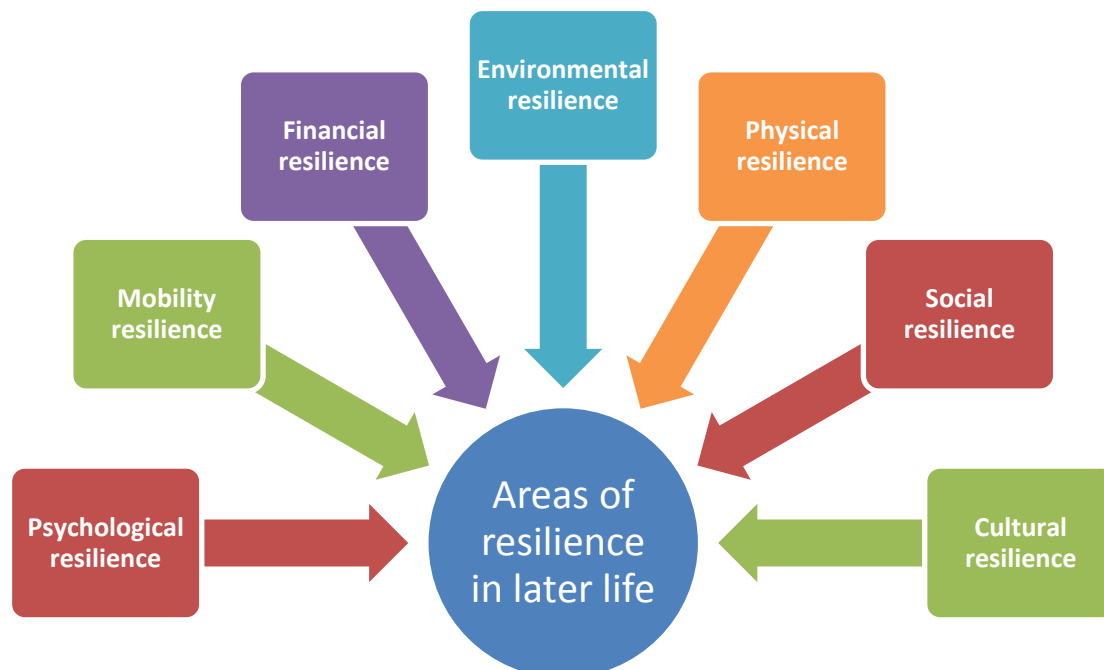 Environmental
resilience
Financial
resilience
Physical
resilience
Mobility
resilience
Social
resilience
Psychological
resilience
Areas of
resilience
in later life
Cultural
resilience